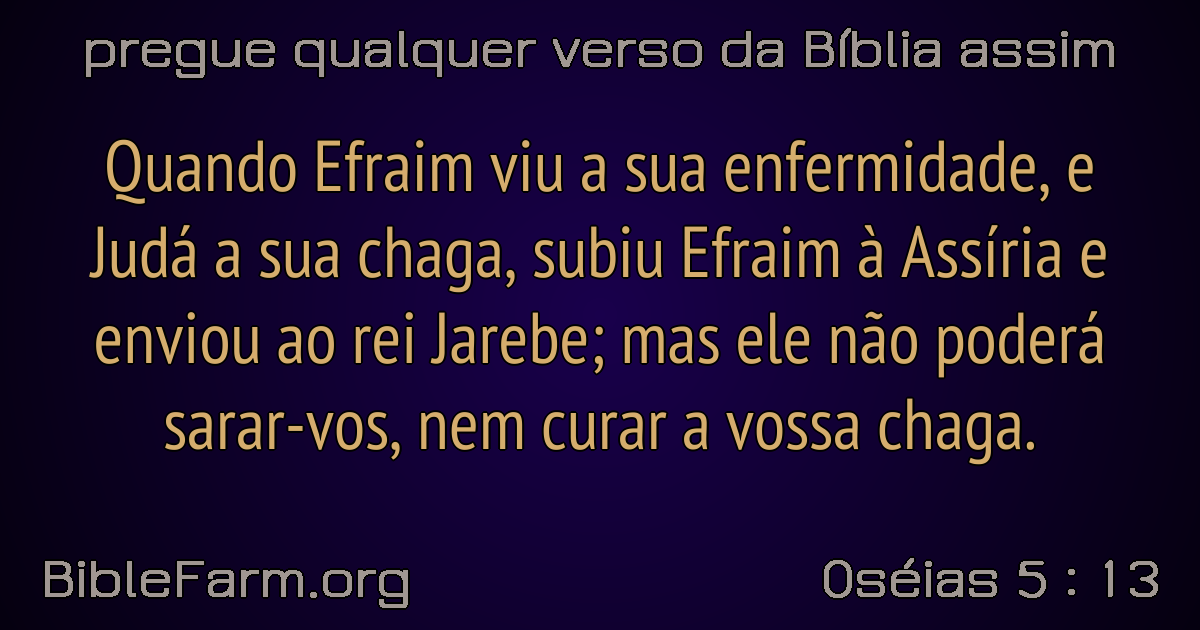 pregue qualquer verso da Bíblia assim
Quando Efraim viu a sua enfermidade, e
Judá a sua chaga, subiu Efraim à Assíria e
enviou ao rei Jarebe; mas ele não poderá
sarar-vos, nem curar a vossa chaga.
BibleFarm.org
Oséias 5 : 13